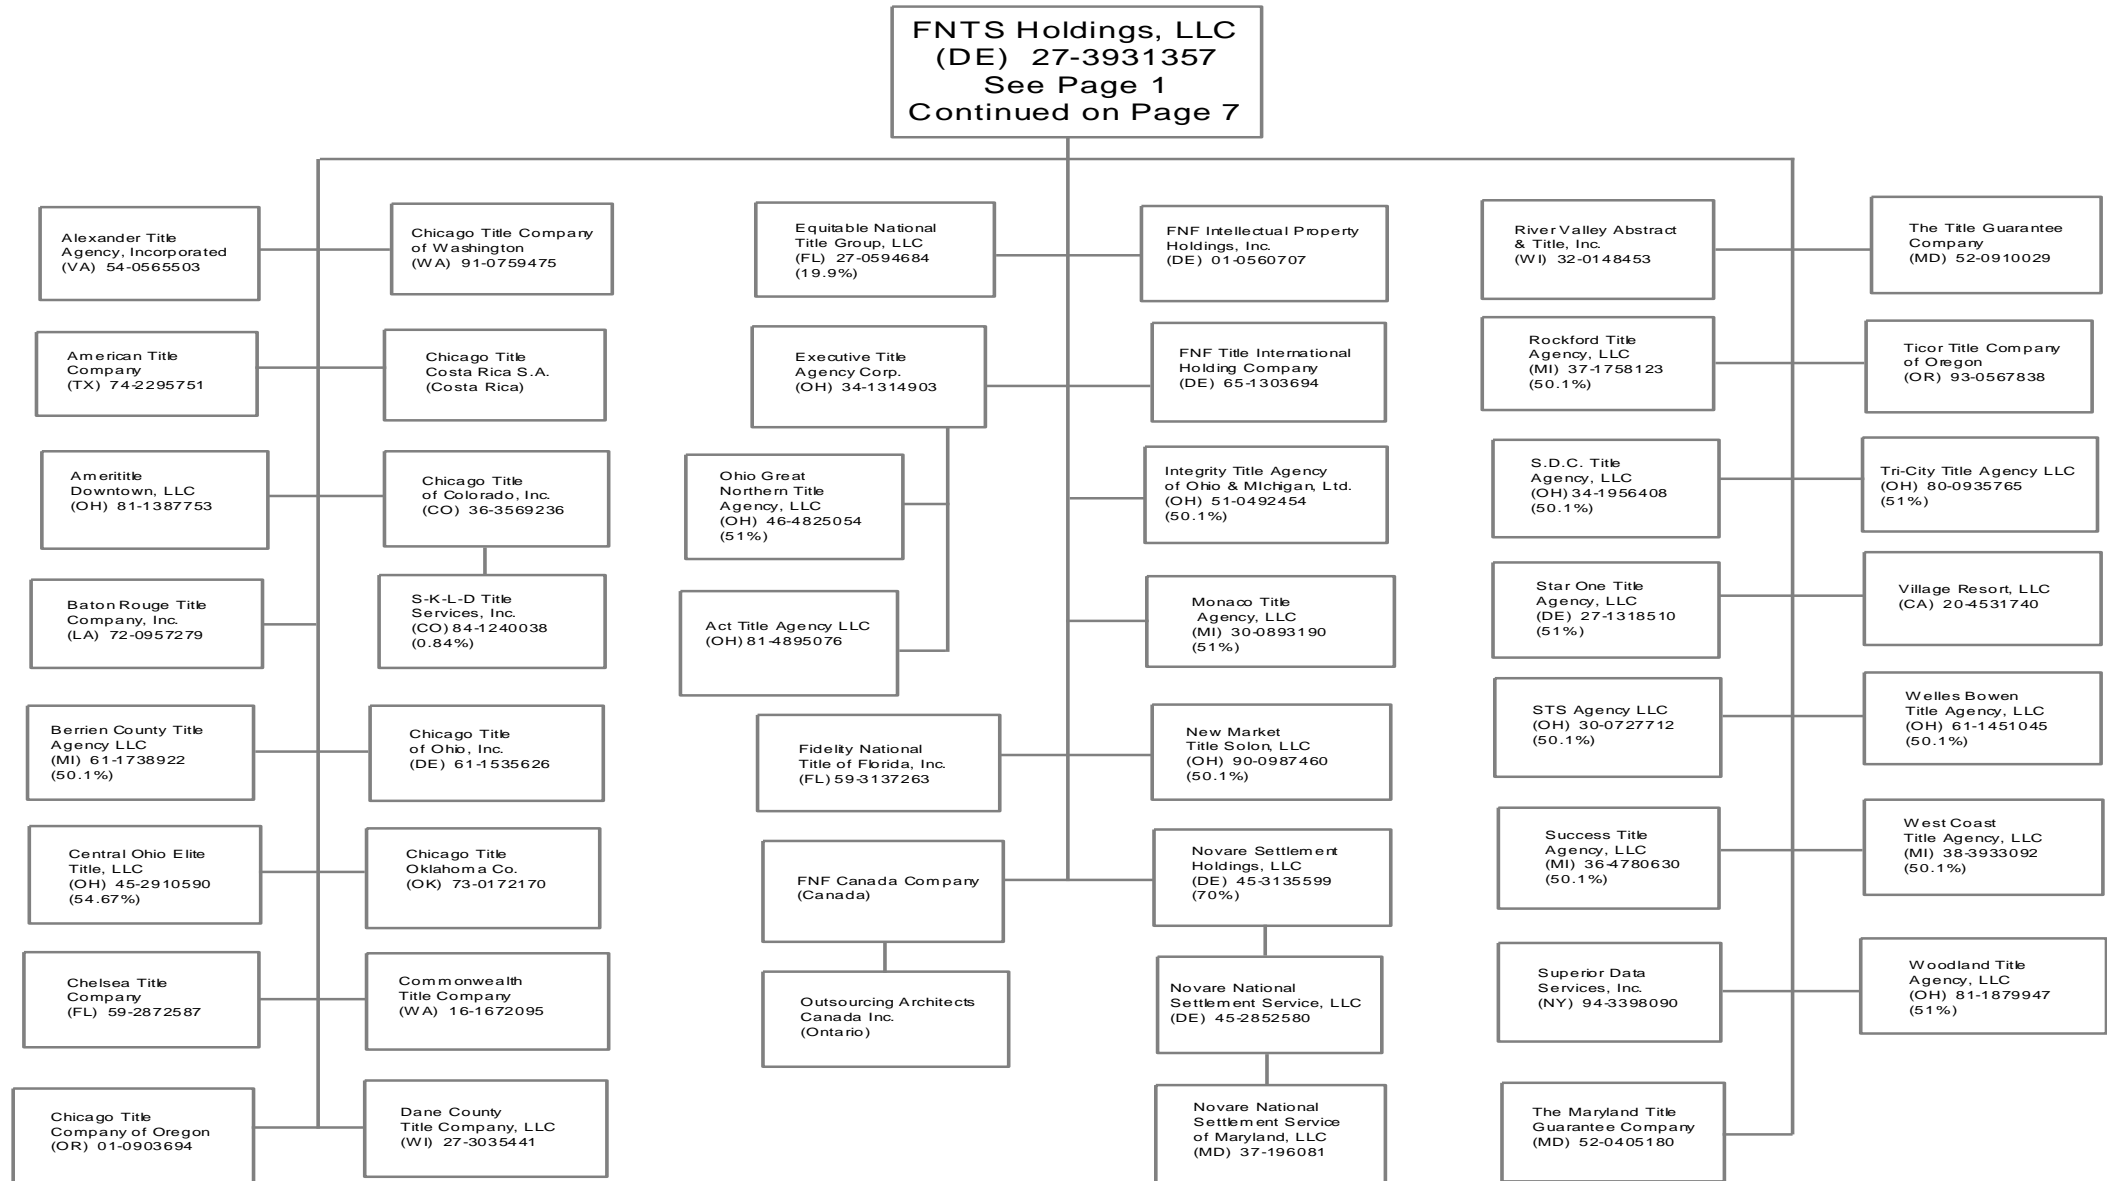 FNTS Holdings, LLC
(DE) 27-3931357
See Page 1
Continued on Page 7
Alexander Title
Agency, Incorporated
(VA) 54-0565503
Chicago Title Company
of Washington
(WA) 91-0759475
American Title
Company
(TX) 74-2295751
Chicago Title
Costa Rica S.A.
(Costa Rica)
Amerititle
Downtown, LLC
(OH) 81-1387753
Chicago Title
of Colorado, Inc.
(CO) 36-3569236
Baton Rouge Title
Company, Inc.
(LA) 72-0957279
S-K-L-D Title
Services, Inc.
(CO) 84-1240038
(0.84%)
Berrien County Title
Agency LLC
(MI) 61-1738922
(50.1%)
Chicago Title
of Ohio, Inc.
(DE) 61-1535626
Central Ohio Elite
Title, LLC
(OH) 45-2910590
(54.67%)
Chicago Title
Oklahoma Co.
(OK) 73-0172170
Chelsea Title
Company
(FL) 59-2872587
Commonwealth
Title Company
(WA) 16-1672095
Chicago Title
Company of Oregon
(OR) 01-0903694
Dane County
Title Company, LLC
(WI) 27-3035441
Equitable National
Title Group, LLC
(FL) 27-0594684
(19.9%)
FNF Intellectual Property
Holdings, Inc.
(DE) 01-0560707
Executive Title
Agency Corp.
(OH) 34-1314903
FNF Title International
Holding Company
(DE) 65-1303694
Ohio Great
Northern Title
Agency, LLC
(OH) 46-4825054
(51%)
Integrity Title Agency
of Ohio & MIchigan, Ltd.
(OH) 51-0492454
(50.1%)
Act Title Agency LLC
(OH) 81-4895076
Monaco Title
Agency, LLC
(MI) 30-0893190
(51%)
Fidelity National
Title of Florida, Inc.
(FL) 59-3137263
New Market
Title Solon, LLC
(OH) 90-0987460
(50.1%)
FNF Canada Company
(Canada)
Novare Settlement
Holdings, LLC
(DE) 45-3135599
(70%)
Outsourcing Architects
Canada Inc.
(Ontario)
Novare National
Settlement Service, LLC
(DE) 45-2852580
Novare National
Settlement Service
of Maryland, LLC
(MD) 37-196081
River Valley Abstract
& Title, Inc.
(WI) 32-0148453
The Title Guarantee
Company
(MD) 52-0910029
Rockford Title
Agency, LLC
(MI) 37-1758123
(50.1%)
Ticor Title Company
of Oregon
(OR) 93-0567838
S.D.C. Title
Agency, LLC
(OH) 34-1956408
(50.1%)
Tri-City Title Agency LLC
(OH) 80-0935765
(51%)
Star One Title
Agency, LLC
(DE) 27-1318510
(51%)
Village Resort, LLC
(CA) 20-4531740
STS Agency LLC
(OH) 30-0727712
(50.1%)
Welles Bowen
Title Agency, LLC
(OH) 61-1451045
(50.1%)
Success Title
Agency, LLC
(MI) 36-4780630
(50.1%)
West Coast
Title Agency, LLC
(MI) 38-3933092
(50.1%)
Superior Data
Services, Inc.
(NY) 94-3398090
Woodland Title
Agency, LLC
(OH) 81-1879947
(51%)
The Maryland Title
Guarantee Company
(MD) 52-0405180